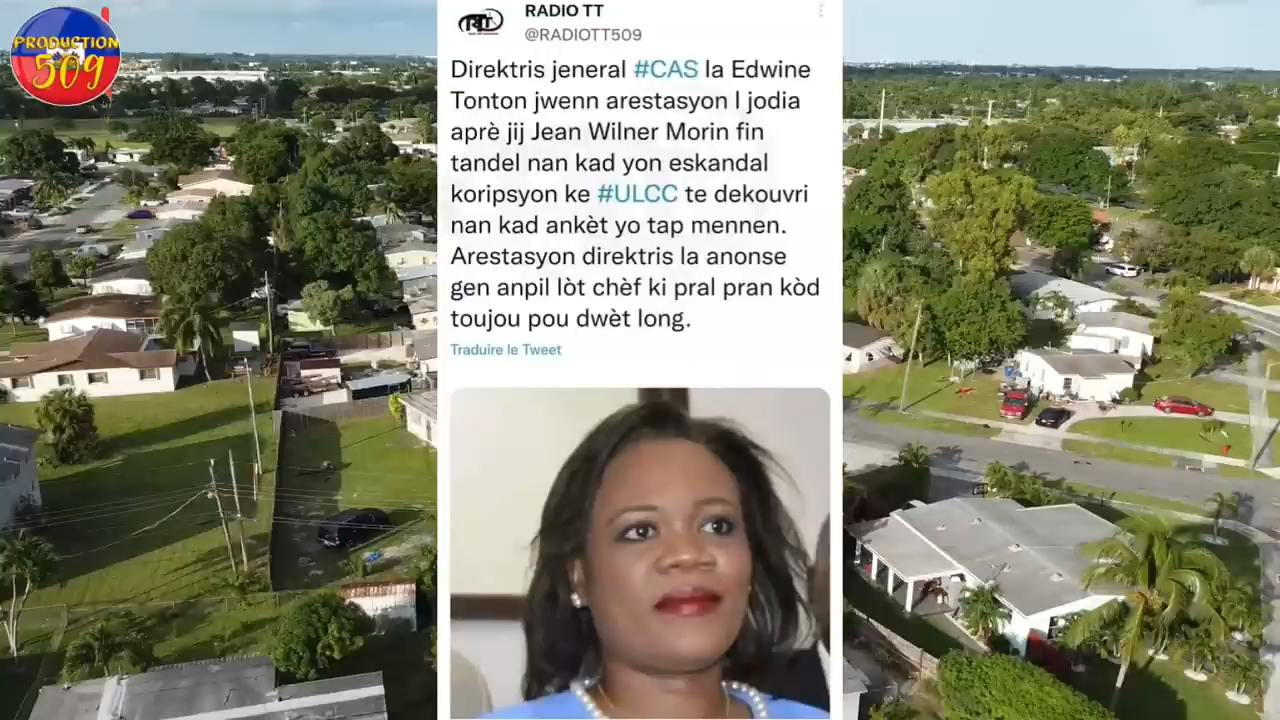 PRODUCTION
509
RADIO TT
@RADIOTT509
Direktris jeneral #CAS la Edwine
Tonton jwenn arestasyon l jodia
aprè jij Jean Wilner Morin fin
tandel nan kad yon eskandal
koripsyon ke #ULCC te dekouvri
nan kad ankèt yo tap mennen.
Arestasyon direktris la anonse
gen anpil lòt chèf ki pral pran kòd
toujou pou dwèt long.
Traduire le Tweet